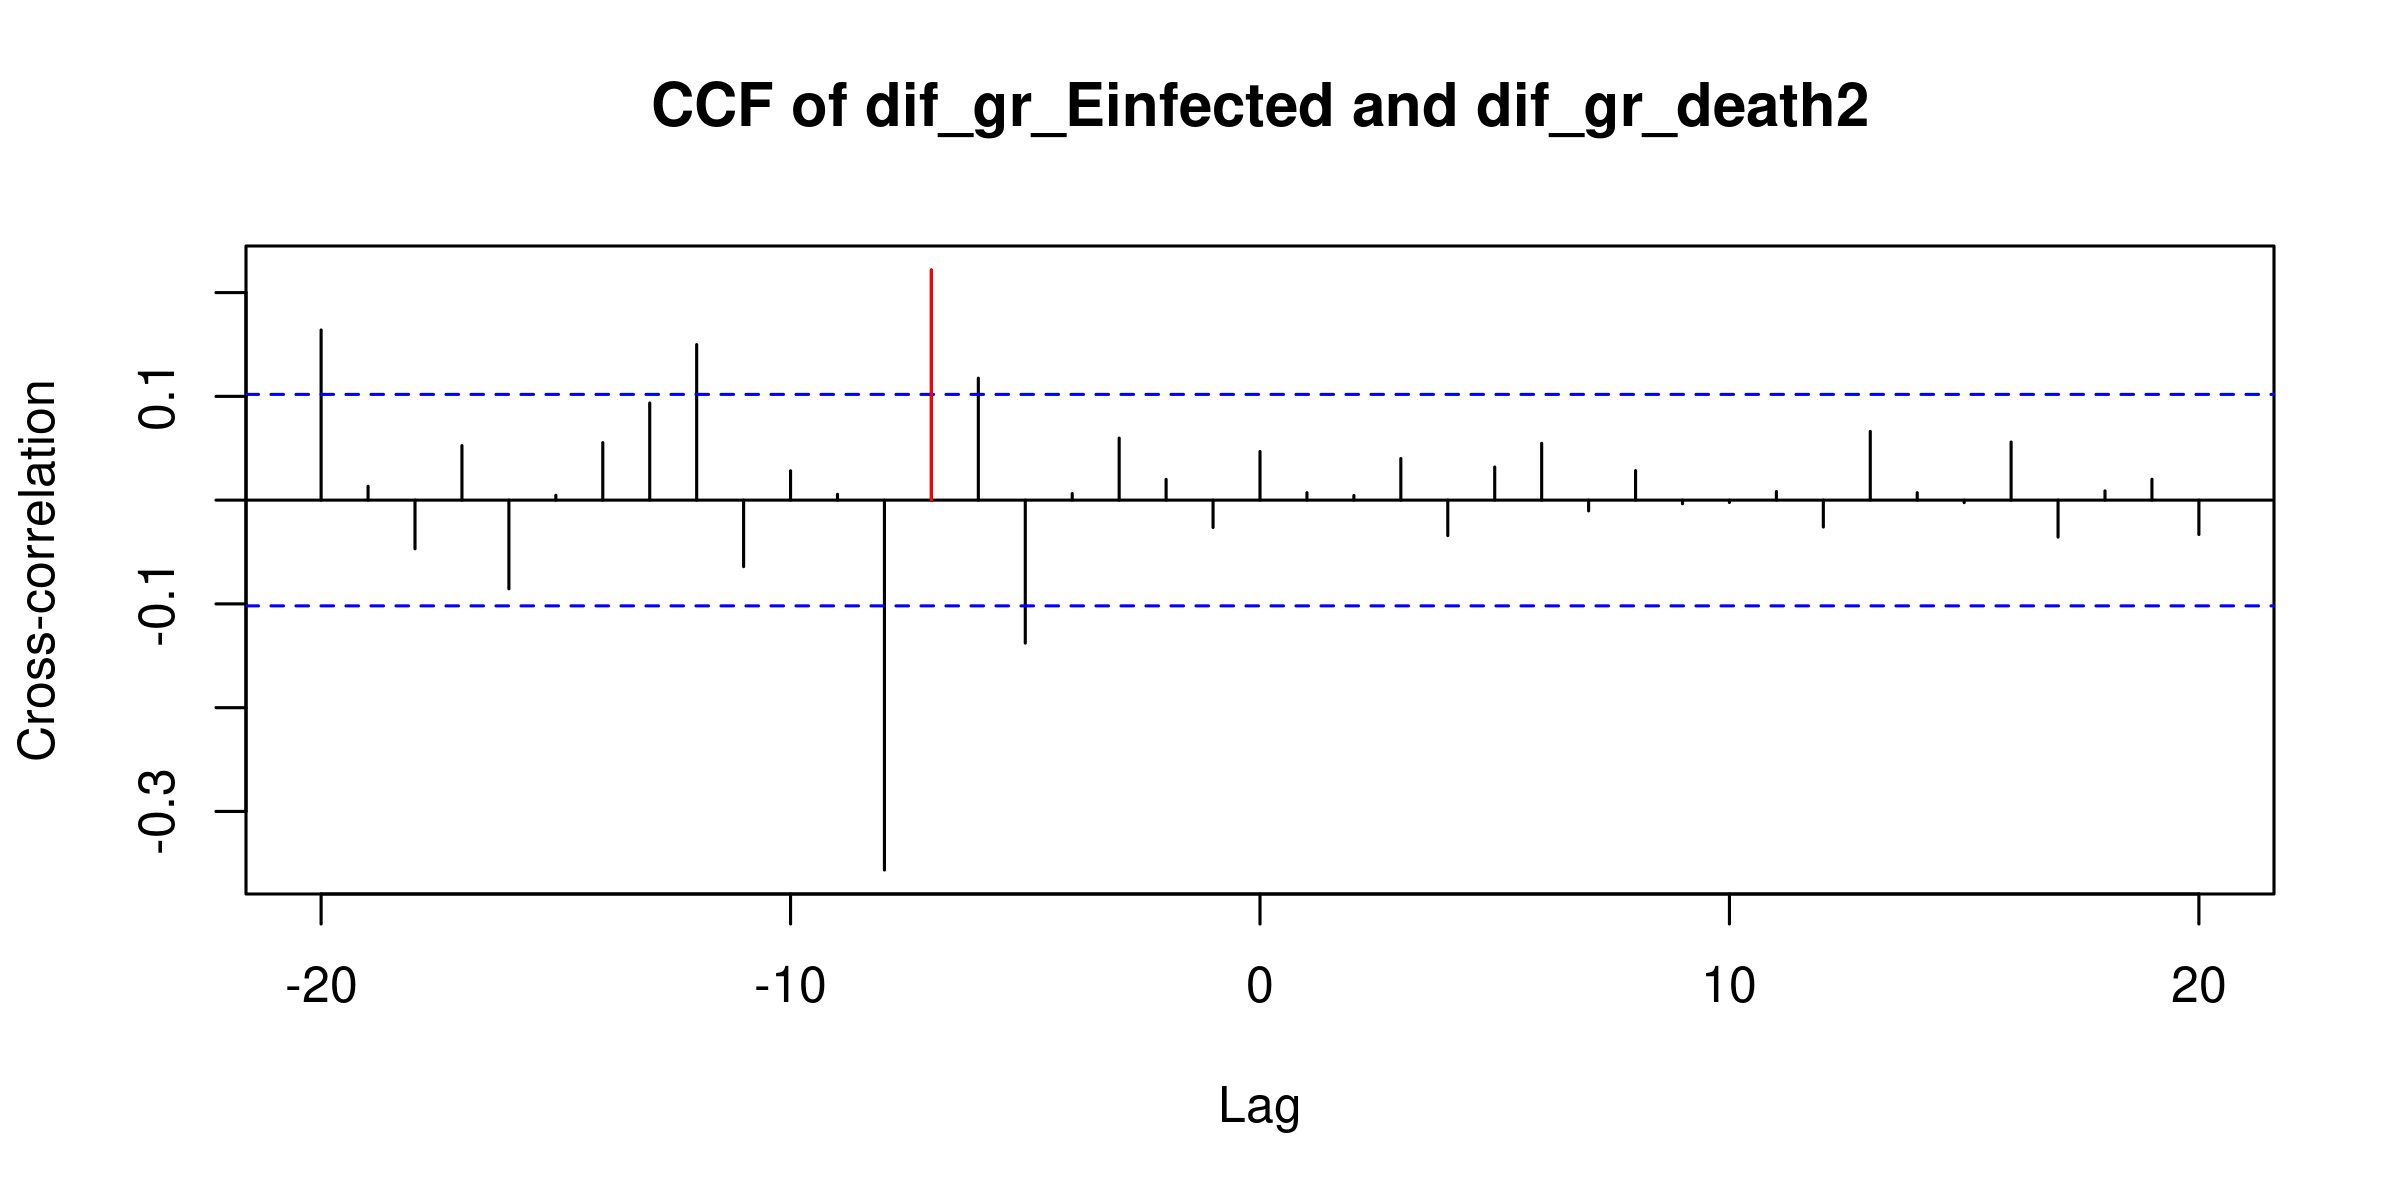 CCF of dif_gr_Einfected and dif_gr_death2
Cross-correlation
0.1
-0.1
-0.3
-20 -10 0 10 20
Lag